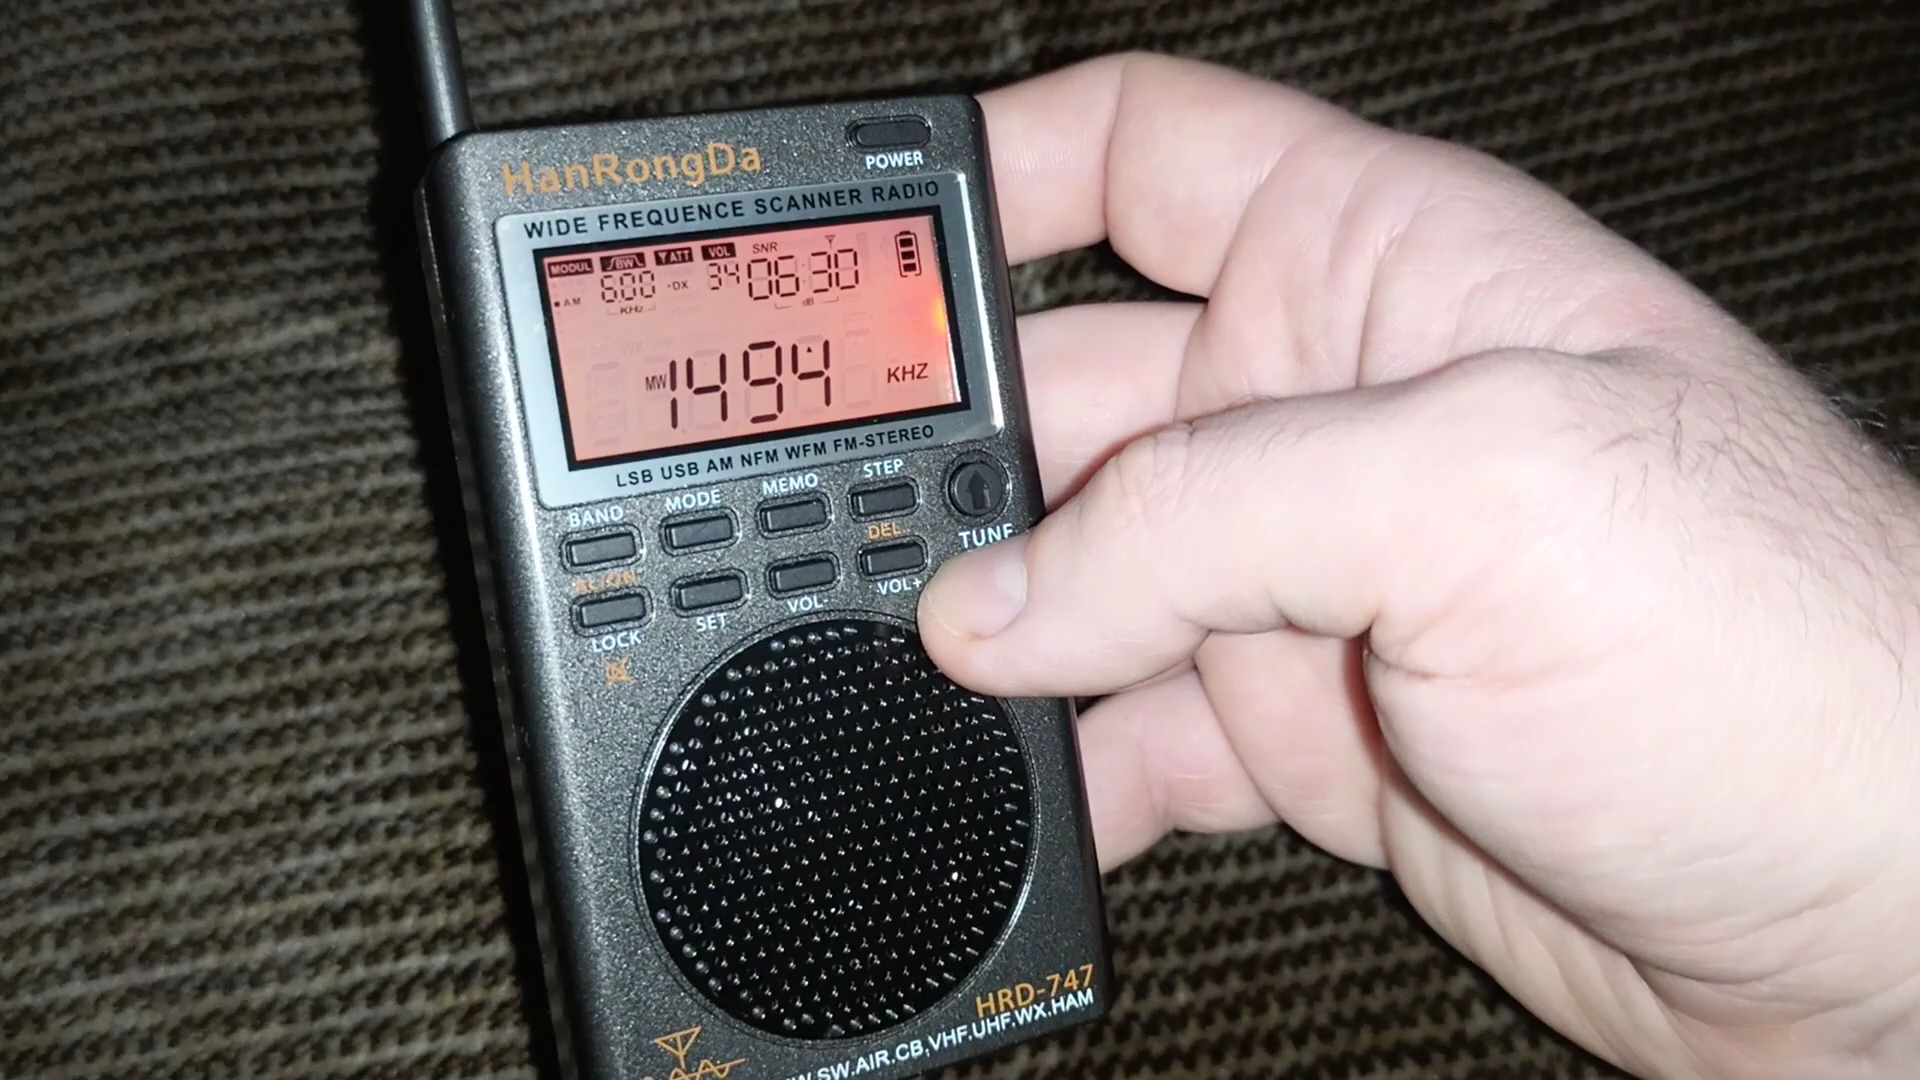 HanRongDa
POWER
WIDE FREQUENCE SCANNER RADIO
MODUL BW ATT VOL SNR
AM 6.00 -DX 34 06 30
KHz dB
MW 1494 KHZ
LSB USB AM NFM WFM FM-STEREO
BAND MODE MEMO STEP
DEL TUNE
LOCK SET VOL- VOL+
HRD-747
SW.AIR.CB,VHF.UHF.WX.HAM